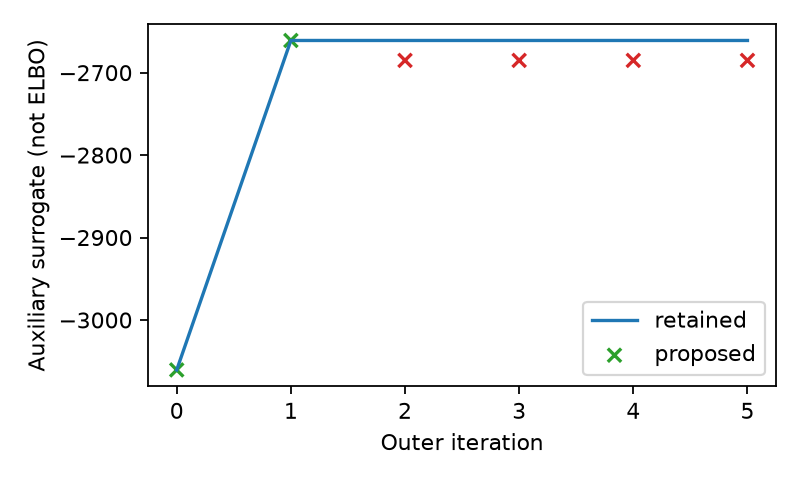 Auxiliary surrogate (not ELBO)
−2700
−2800
−2900
−3000
retained
proposed
0 1 2 3 4 5
Outer iteration